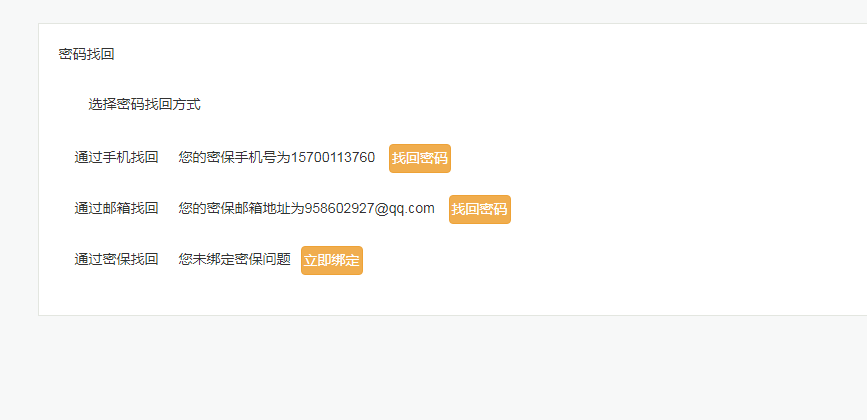 密码找回
选择密码找回方式
通过手机找回 您的密保手机号为15700113760 找回密码
通过邮箱找回 您的密保邮箱地址为958602927@qq.com 找回密码
通过密保找回 您未绑定密保问题 立即绑定